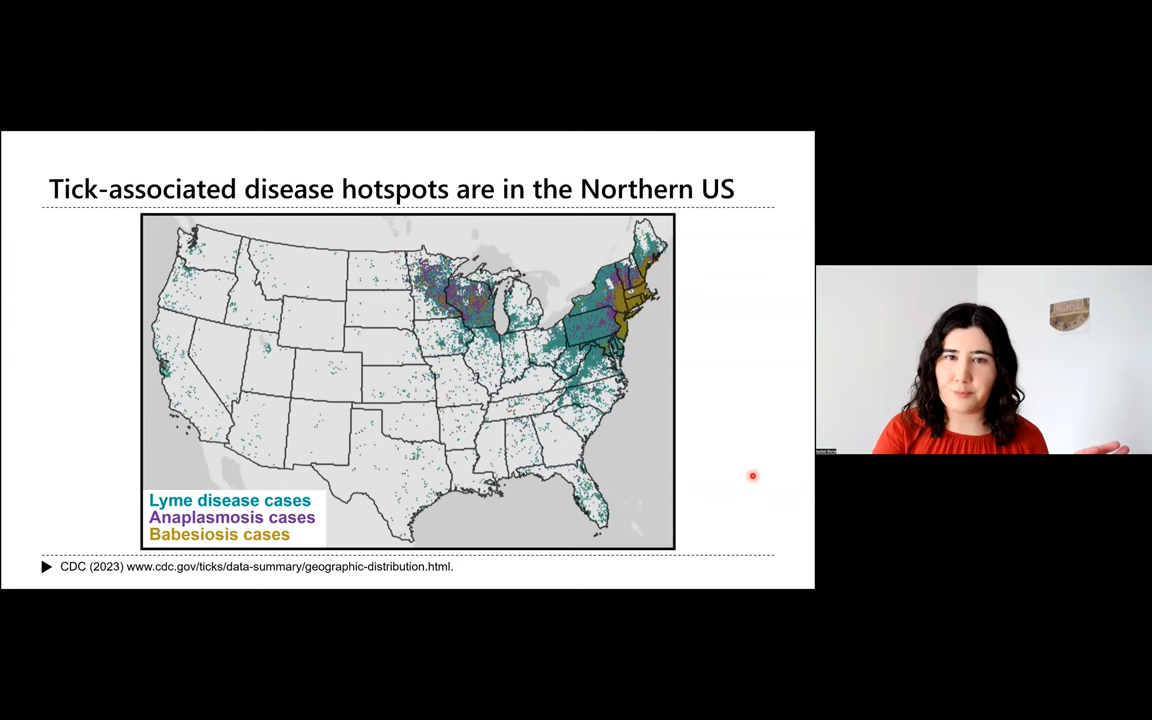 Tick-associated disease hotspots are in the Northern US
Lyme disease cases
Anaplasmosis cases
Babesiosis cases
CDC (2023) www.cdc.gov/ticks/data-summary/geographic-distribution.html.